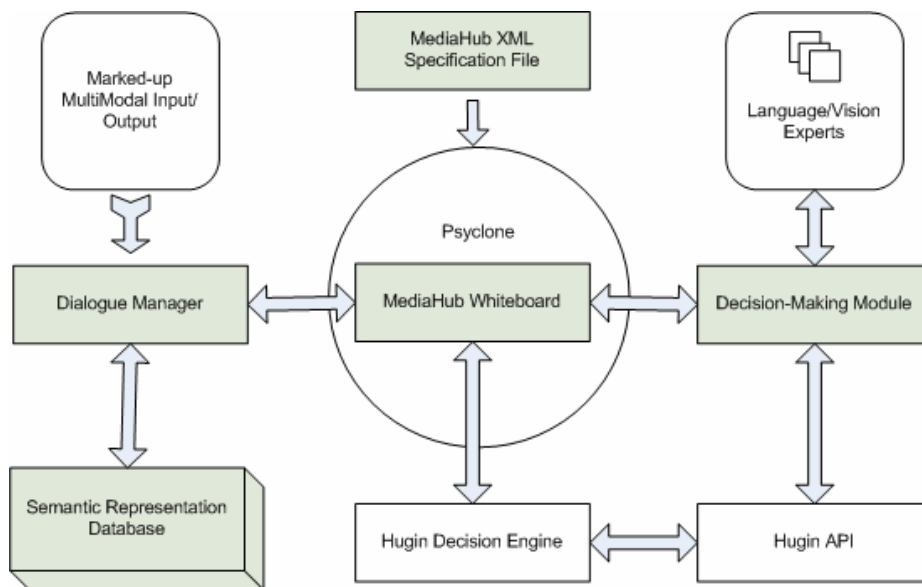 Marked-up
MultiModal Input/
Output
MediaHub XML
Specification File
Language/Vision
Experts
Psyclone
Dialogue Manager
MediaHub Whiteboard
Decision-Making Module
Semantic Representation
Database
Hugin Decision Engine
Hugin API